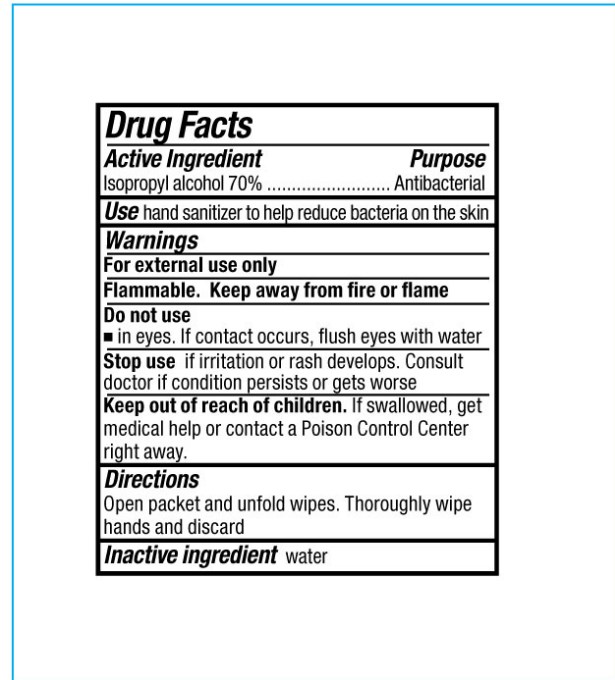 Drug Facts
Active Ingredient Purpose
Isopropyl alcohol 70% .......................... Antibacterial
Use hand sanitizer to help reduce bacteria on the skin
Warnings
For external use only
Flammable. Keep away from fire or flame
Do not use
■ in eyes. If contact occurs, flush eyes with water
Stop use if irritation or rash develops. Consult
doctor if condition persists or gets worse
Keep out of reach of children. If swallowed, get
medical help or contact a Poison Control Center
right away.
Directions
Open packet and unfold wipes. Thoroughly wipe
hands and discard
Inactive ingredient water